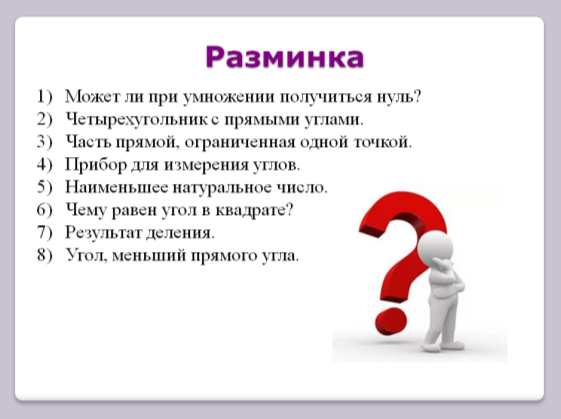 Разминка
1) Может ли при умножении получиться нуль?
2) Четырехугольник с прямыми углами.
3) Часть прямой, ограниченная одной точкой.
4) Прибор для измерения углов.
5) Наименьшее натуральное число.
6) Чему равен угол в квадрате?
7) Результат деления.
8) Угол, меньший прямого угла.